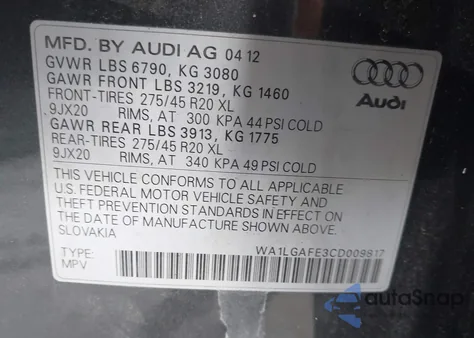 MFD. BY AUDI AG 04 12
GVWR LBS 6790, KG 3080
GAWR FRONT LBS 3219, KG 1460
FRONT-TIRES 275/45 R20 XL
9JX20 RIMS, AT 300 KPA 44 PSI COLD
GAWR REAR LBS 3913, KG 1775
REAR-TIRES 275/45 R20 XL
9JX20 RIMS, AT 340 KPA 49 PSI COLD
Audi
THIS VEHICLE CONFORMS TO ALL APPLICABLE
U.S. FEDERAL MOTOR VEHICLE SAFETY AND
THEFT PREVENTION STANDARDS IN EFFECT ON
THE DATE OF MANUFACTURE SHOWN ABOVE.
SLOVAKIA
WA1LGAFE3CD009817
TYPE:
MPV
autoSnap